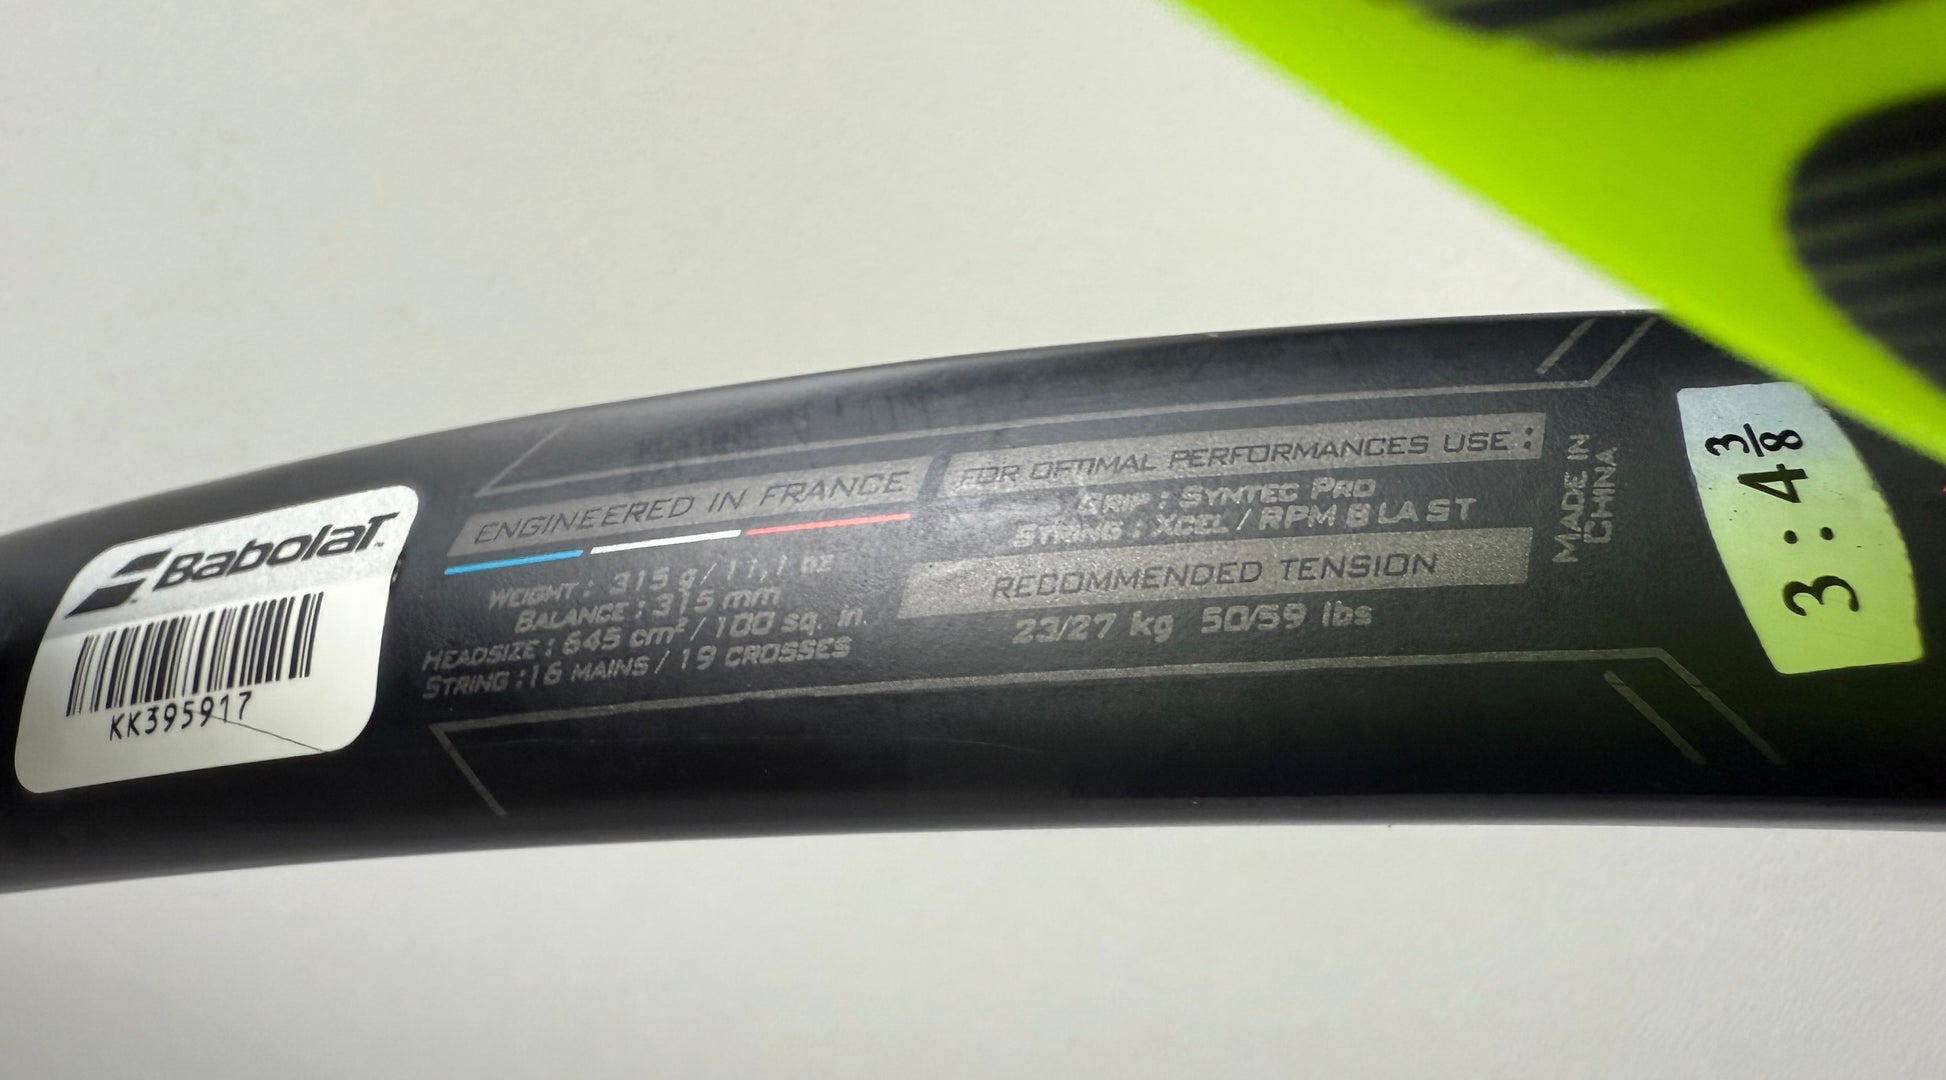 Babolat
KK395917
ENGINEERED IN FRANCE
WEIGHT : 315 g / 11,1 oz
BALANCE : 315 mm
HEADSIZE : 645 cm² / 100 sq. in.
STRING : 16 MAINS / 19 CROSSES
FOR OPTIMAL PERFORMANCES USE :
GRIP : SYNTEC PRO
STRING : XCEL / RPM BLAST
RECOMMENDED TENSION
23/27 kg 50/59 lbs
MADE IN
CHINA
3 : 4 3/8